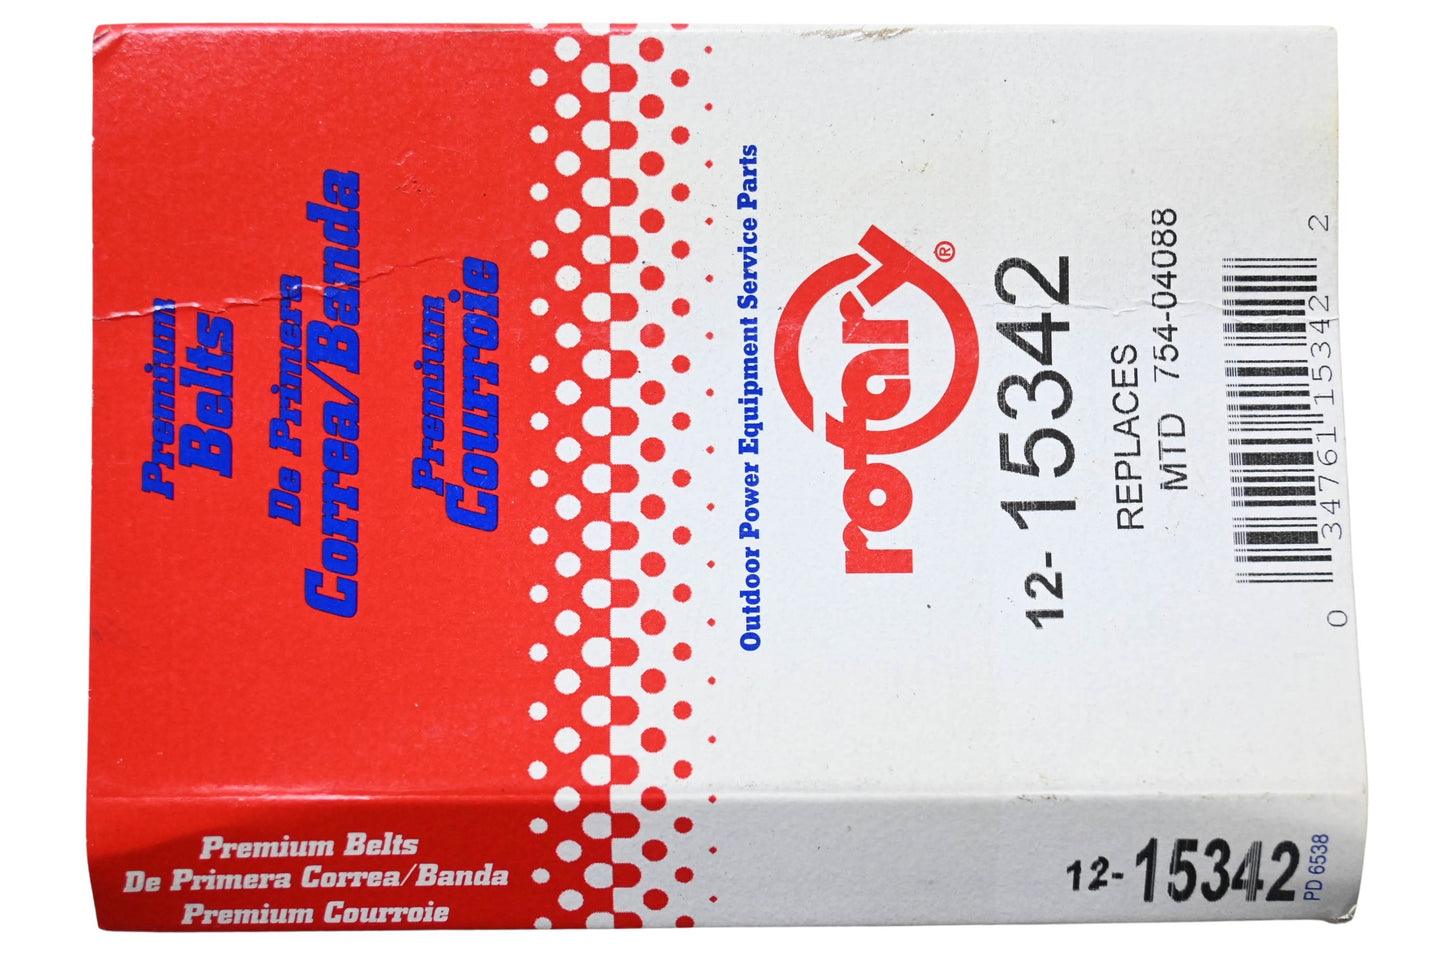 Premium
Belts
De Primera
Correa/Banda
Premium
Courroie
Outdoor Power Equipment Service Parts
rotary®
12-15342
REPLACES
MTD 754-04088
0 34761 15342 2
Premium Belts
De Primera Correa/Banda
Premium Courroie
12-15342
PD 6538